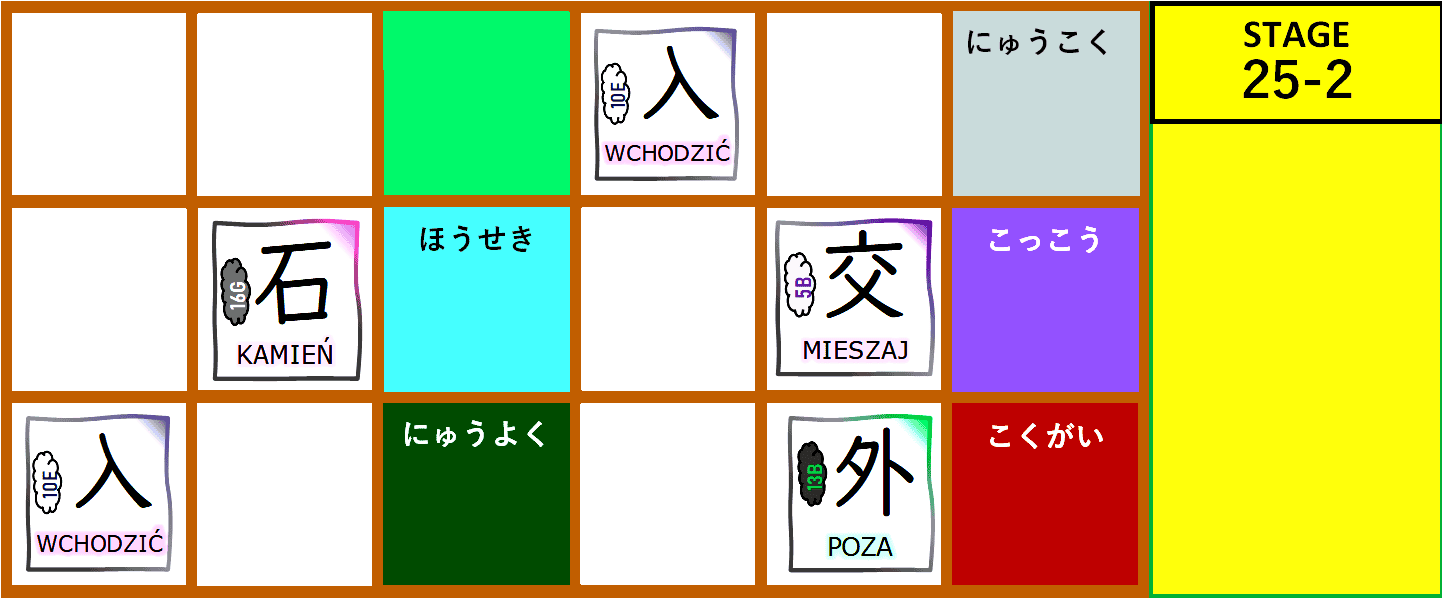 10E
入
WCHODZIĆ
にゅうこく
STAGE
25-2
16G
石
KAMIEŃ
ほうせき
5B
交
MIESZAJ
こっこう
10E
入
WCHODZIĆ
にゅうよく
13B
外
POZA
こくがい